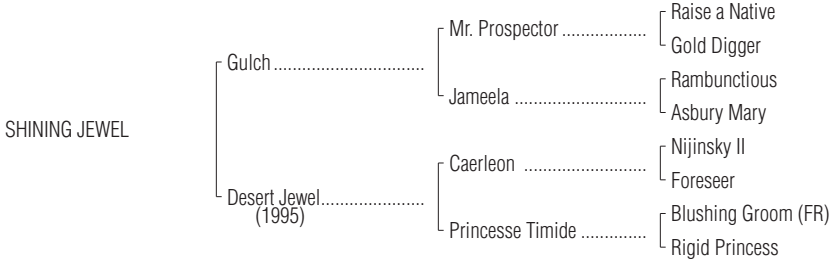 Raise a Native
Mr. Prospector ...................
Gold Digger
Gulch ................................
Rambunctious
Jameela ............................
Asbury Mary
SHINING JEWEL
Nijinsky II
Caerleon ..........................
Foreseer
Desert Jewel......................
(1995)
Blushing Groom (FR)
Princesse Timide ..............
Rigid Princess